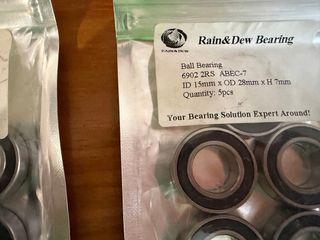 Rain&Dew Bearing
RAIN&DEW
Ball Bearing
6902 2RS ABEC-7
ID 15mm x OD 28mm x H 7mm
Quantity: 5pcs
Your Bearing Solution Expert Around!